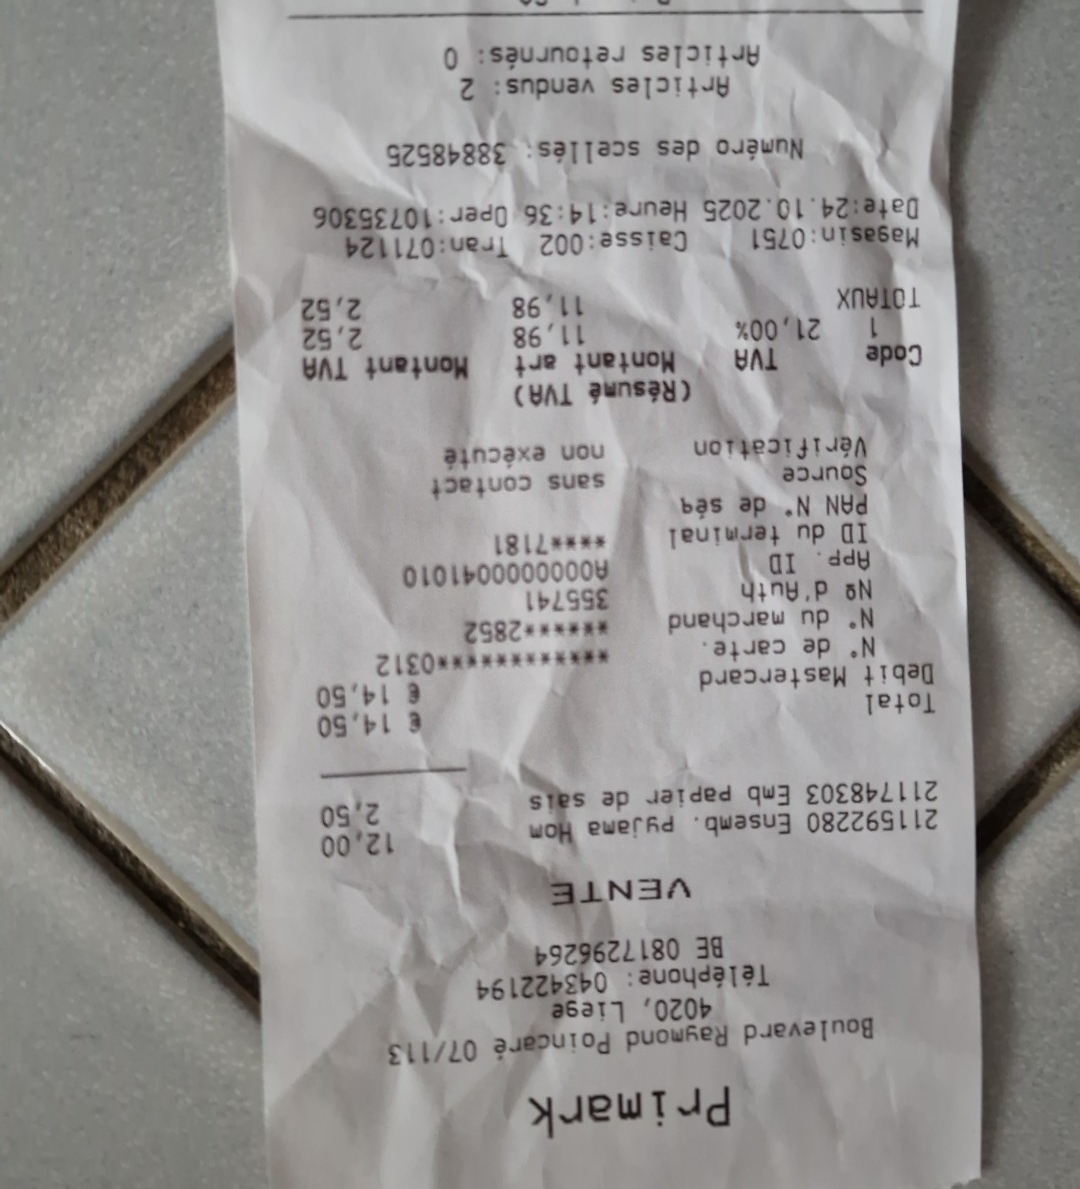 Primark
Boulevard Raymond Poincaré 07/113
4020, Liege
Téléphone: 043422194
BE 0817296264
VENTE
211592280 Ensemb. pyjama Hom 12,00
211748303 Emb papier de sais 2,50
Total € 14,50
Debit Mastercard € 14,50
N° de carte. ************0312
N° du marchand ******2852
Nº d'Auth 355741
App. ID A0000000041010
ID du terminal ****7181
PAN N° de séq
Source sans contact
Vérification non exécuté
(Résumé TVA)
Code TVA Montant art Montant TVA
1 21,00% 11,98 2,52
TOTAUX 11,98 2,52
Magasin:0751 Caisse:002 Tran:071124
Date:24.10.2025 Heure:14:36 Oper:10735306
Numéro des scellés: 38848525
Articles vendus: 2
Articles retournés: 0